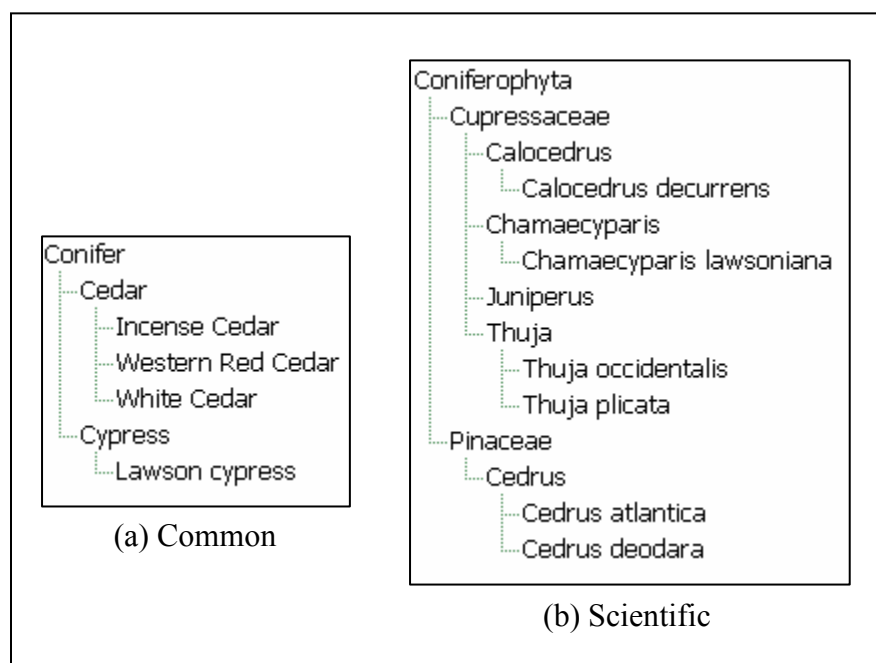 Conifer
Cedar
Incense Cedar
Western Red Cedar
White Cedar
Cypress
Lawson cypress
(a) Common
Coniferophyta
Cupressaceae
Calocedrus
Calocedrus decurrens
Chamaecyparis
Chamaecyparis lawsoniana
Juniperus
Thuja
Thuja occidentalis
Thuja plicata
Pinaceae
Cedrus
Cedrus atlantica
Cedrus deodara
(b) Scientific